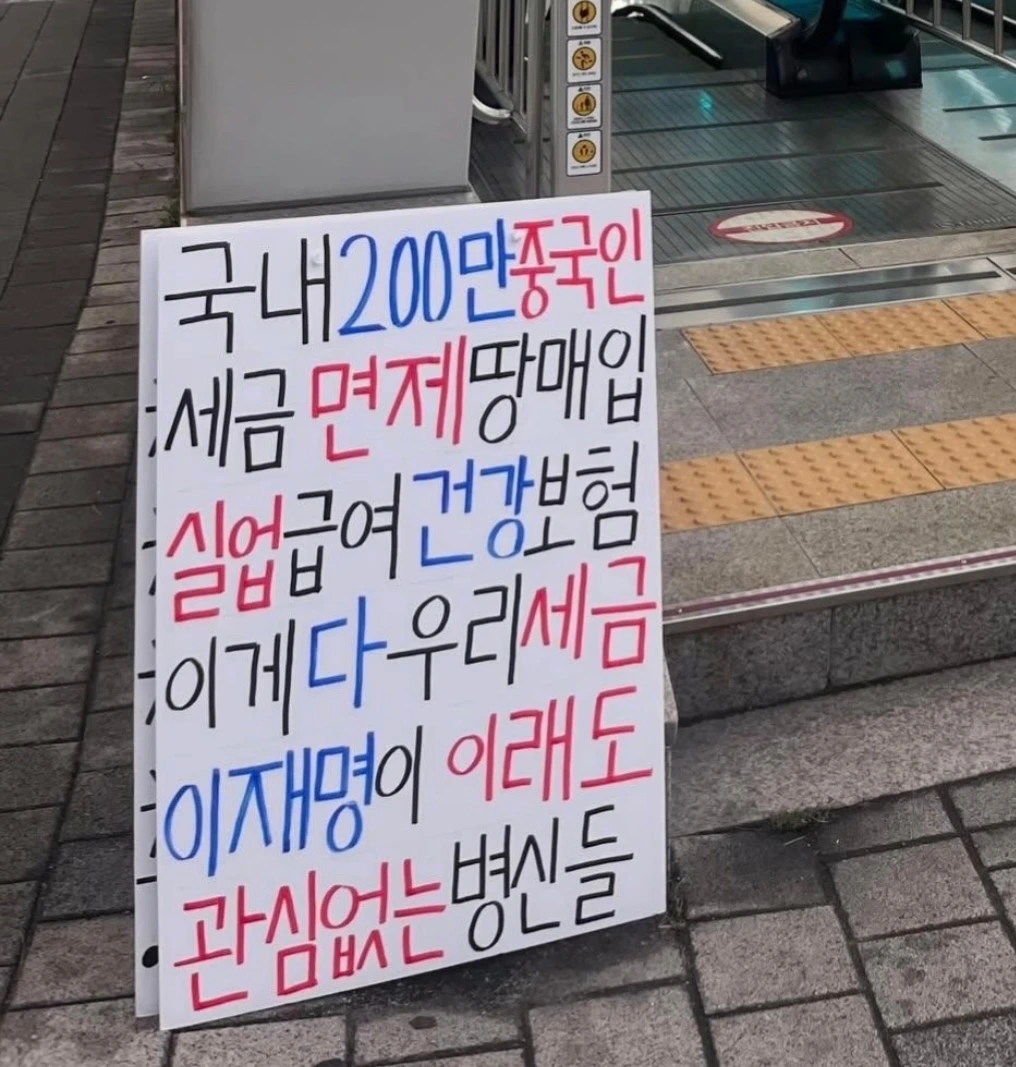 국내 200만 중국인
세금 면제 땅매입
실업급여 건강보험
이게 다 우리 세금
이재명이 이래도
관심없는 병신들